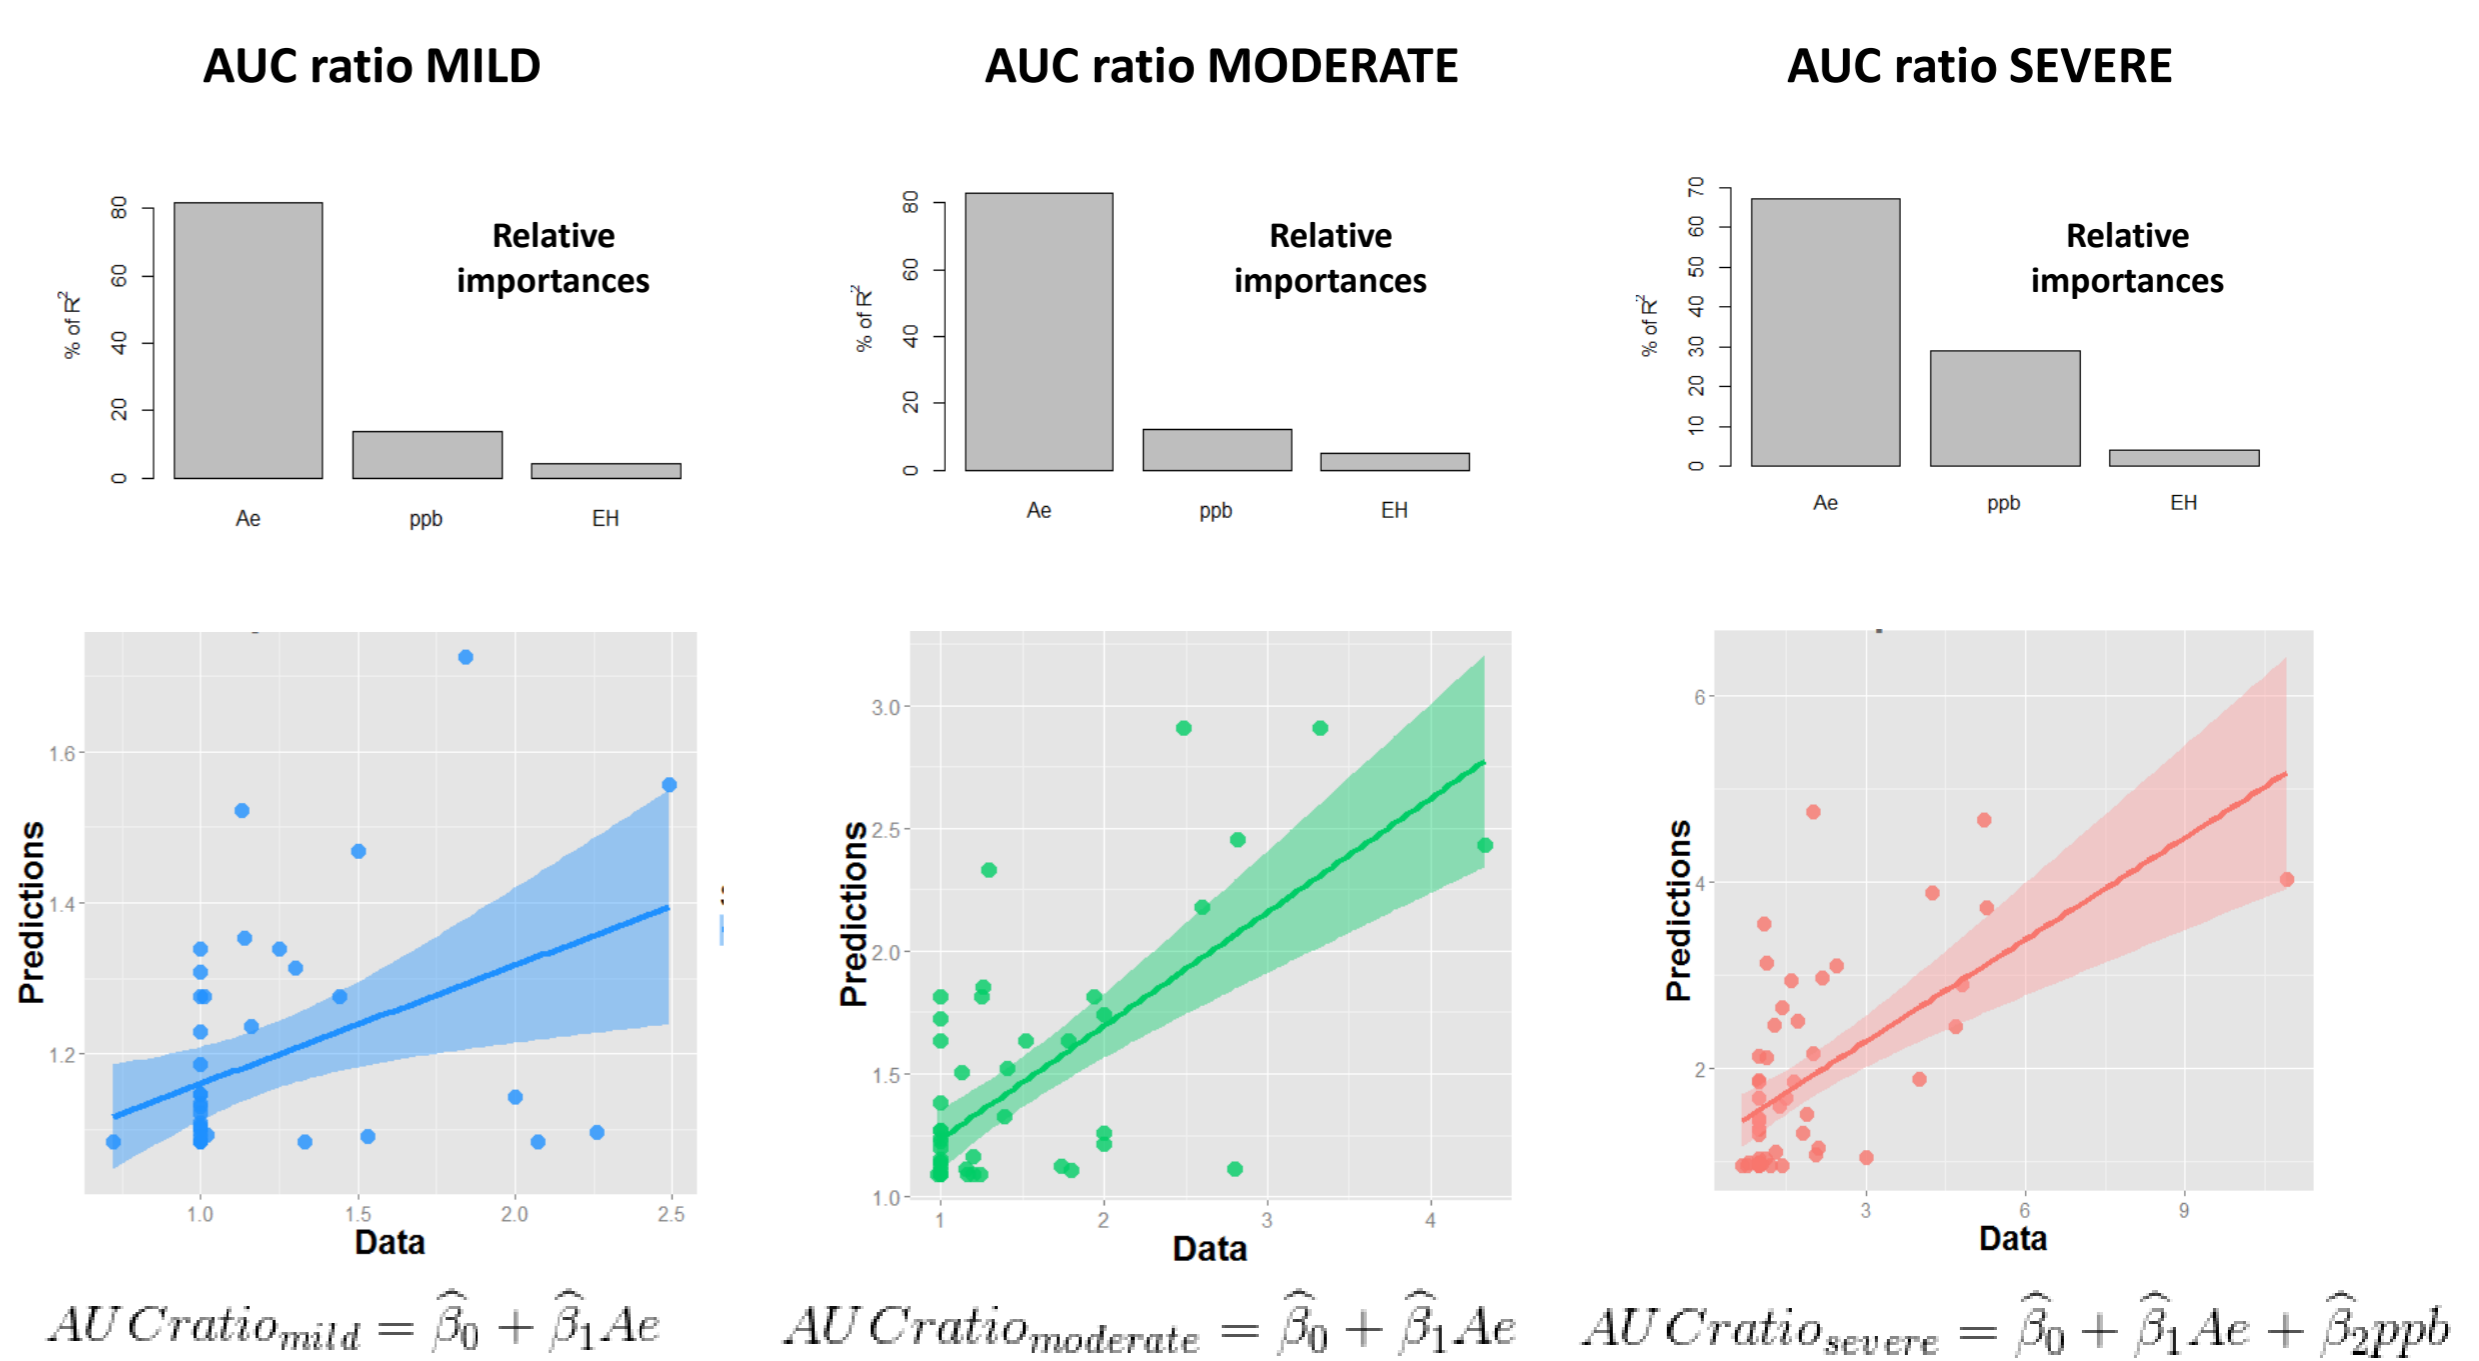 AUC ratio MILD
AUC ratio MODERATE
AUC ratio SEVERE
% of R²
80
60
40
20
0
Relative
importances
Ae ppb EH
% of R²
80
60
40
20
0
Relative
importances
Ae ppb EH
% of R²
70
60
50
40
30
20
10
0
Relative
importances
Ae ppb EH
Predictions
1.6
1.4
1.2
1.0 1.5 2.0 2.5
Data
Predictions
3.0
2.5
2.0
1.5
1.0
1 2 3 4
Data
Predictions
6
4
2
3 6 9
Data
AUCratio_mild = β̂₀ + β̂₁Ae
AUCratio_moderate = β̂₀ + β̂₁Ae
AUCratio_severe = β̂₀ + β̂₁Ae + β̂₂ppb